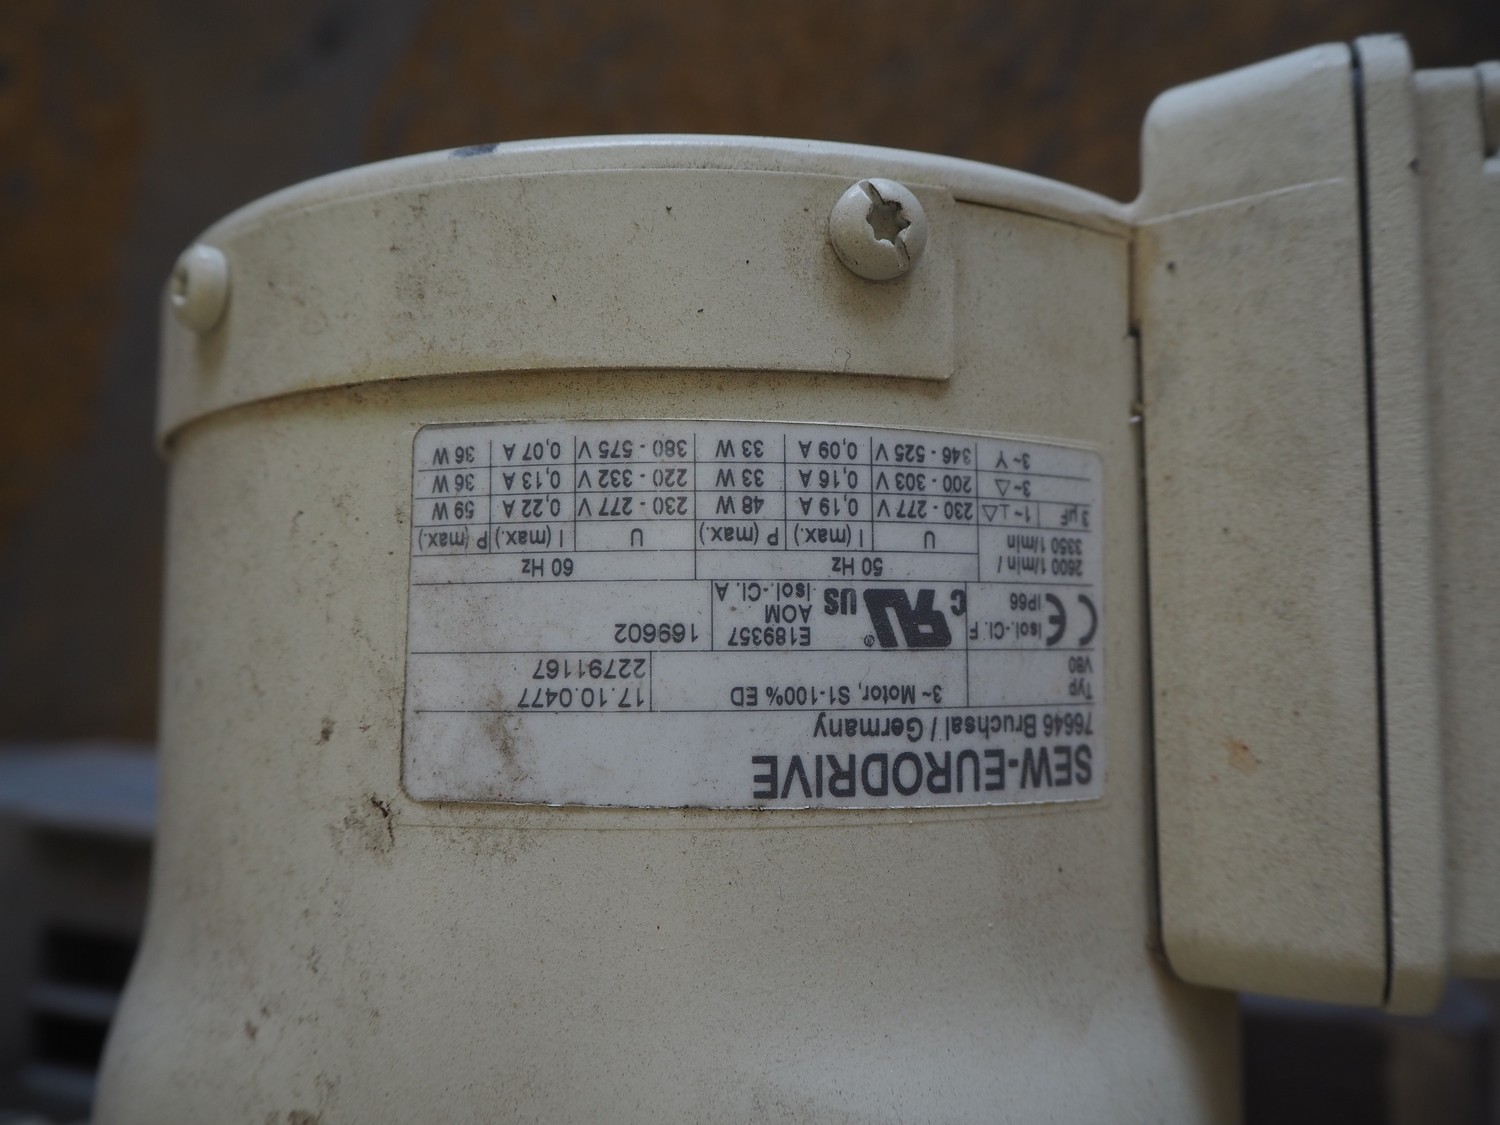 SEW-EURODRIVE
76646 Bruchsal / Germany
Typ
V80
3~ Motor, S1-100% ED
17.10.0477
22791167
CE
Isol.-Cl. F
IP66
c UR US ®
E189357
AOM
Isol.-Cl. A
169602
2600 1/min /
3350 1/min
50 Hz
60 Hz
U I (max.) P (max.) U I (max.) P (max.)
3 µF 1~ ⊥△ 230 - 277 V 0,19 A 48 W 230 - 277 V 0,22 A 59 W
3~ △ 200 - 303 V 0,16 A 33 W 220 - 332 V 0,13 A 36 W
3~ Y 346 - 525 V 0,09 A 33 W 380 - 575 V 0,07 A 36 W